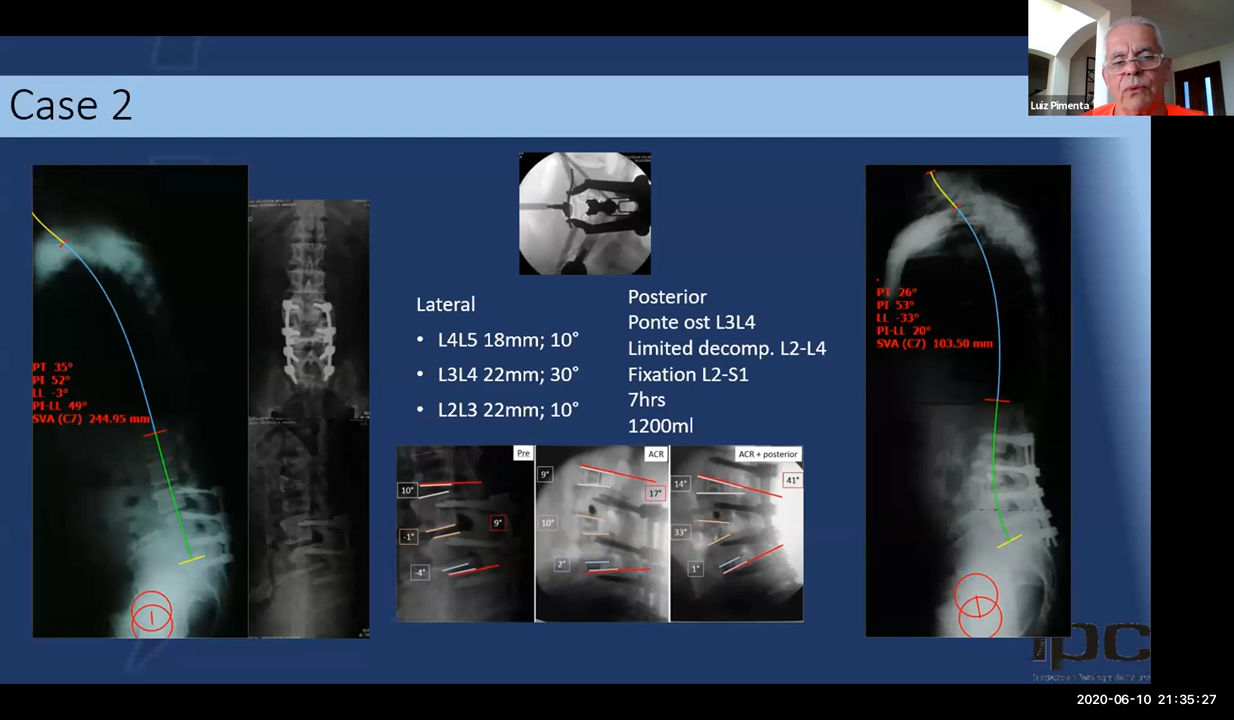 Case 2
Luiz Pimenta
PT 35°
PI 52°
LL -3°
PI-LL 49°
SVA (C7) 244.95 mm
Lateral
• L4L5 18mm; 10°
• L3L4 22mm; 30°
• L2L3 22mm; 10°
Posterior
Ponte ost L3L4
Limited decomp. L2-L4
Fixation L2-S1
7hrs
1200ml
Pre
10°
-1°
9°
-4°
ACR
9°
17°
10°
2°
ACR + posterior
14°
41°
33°
1°
PT 26°
PI 53°
LL -33°
PI-LL 20°
SVA (C7) 103.50 mm
ipc
2020-06-10 21:35:27